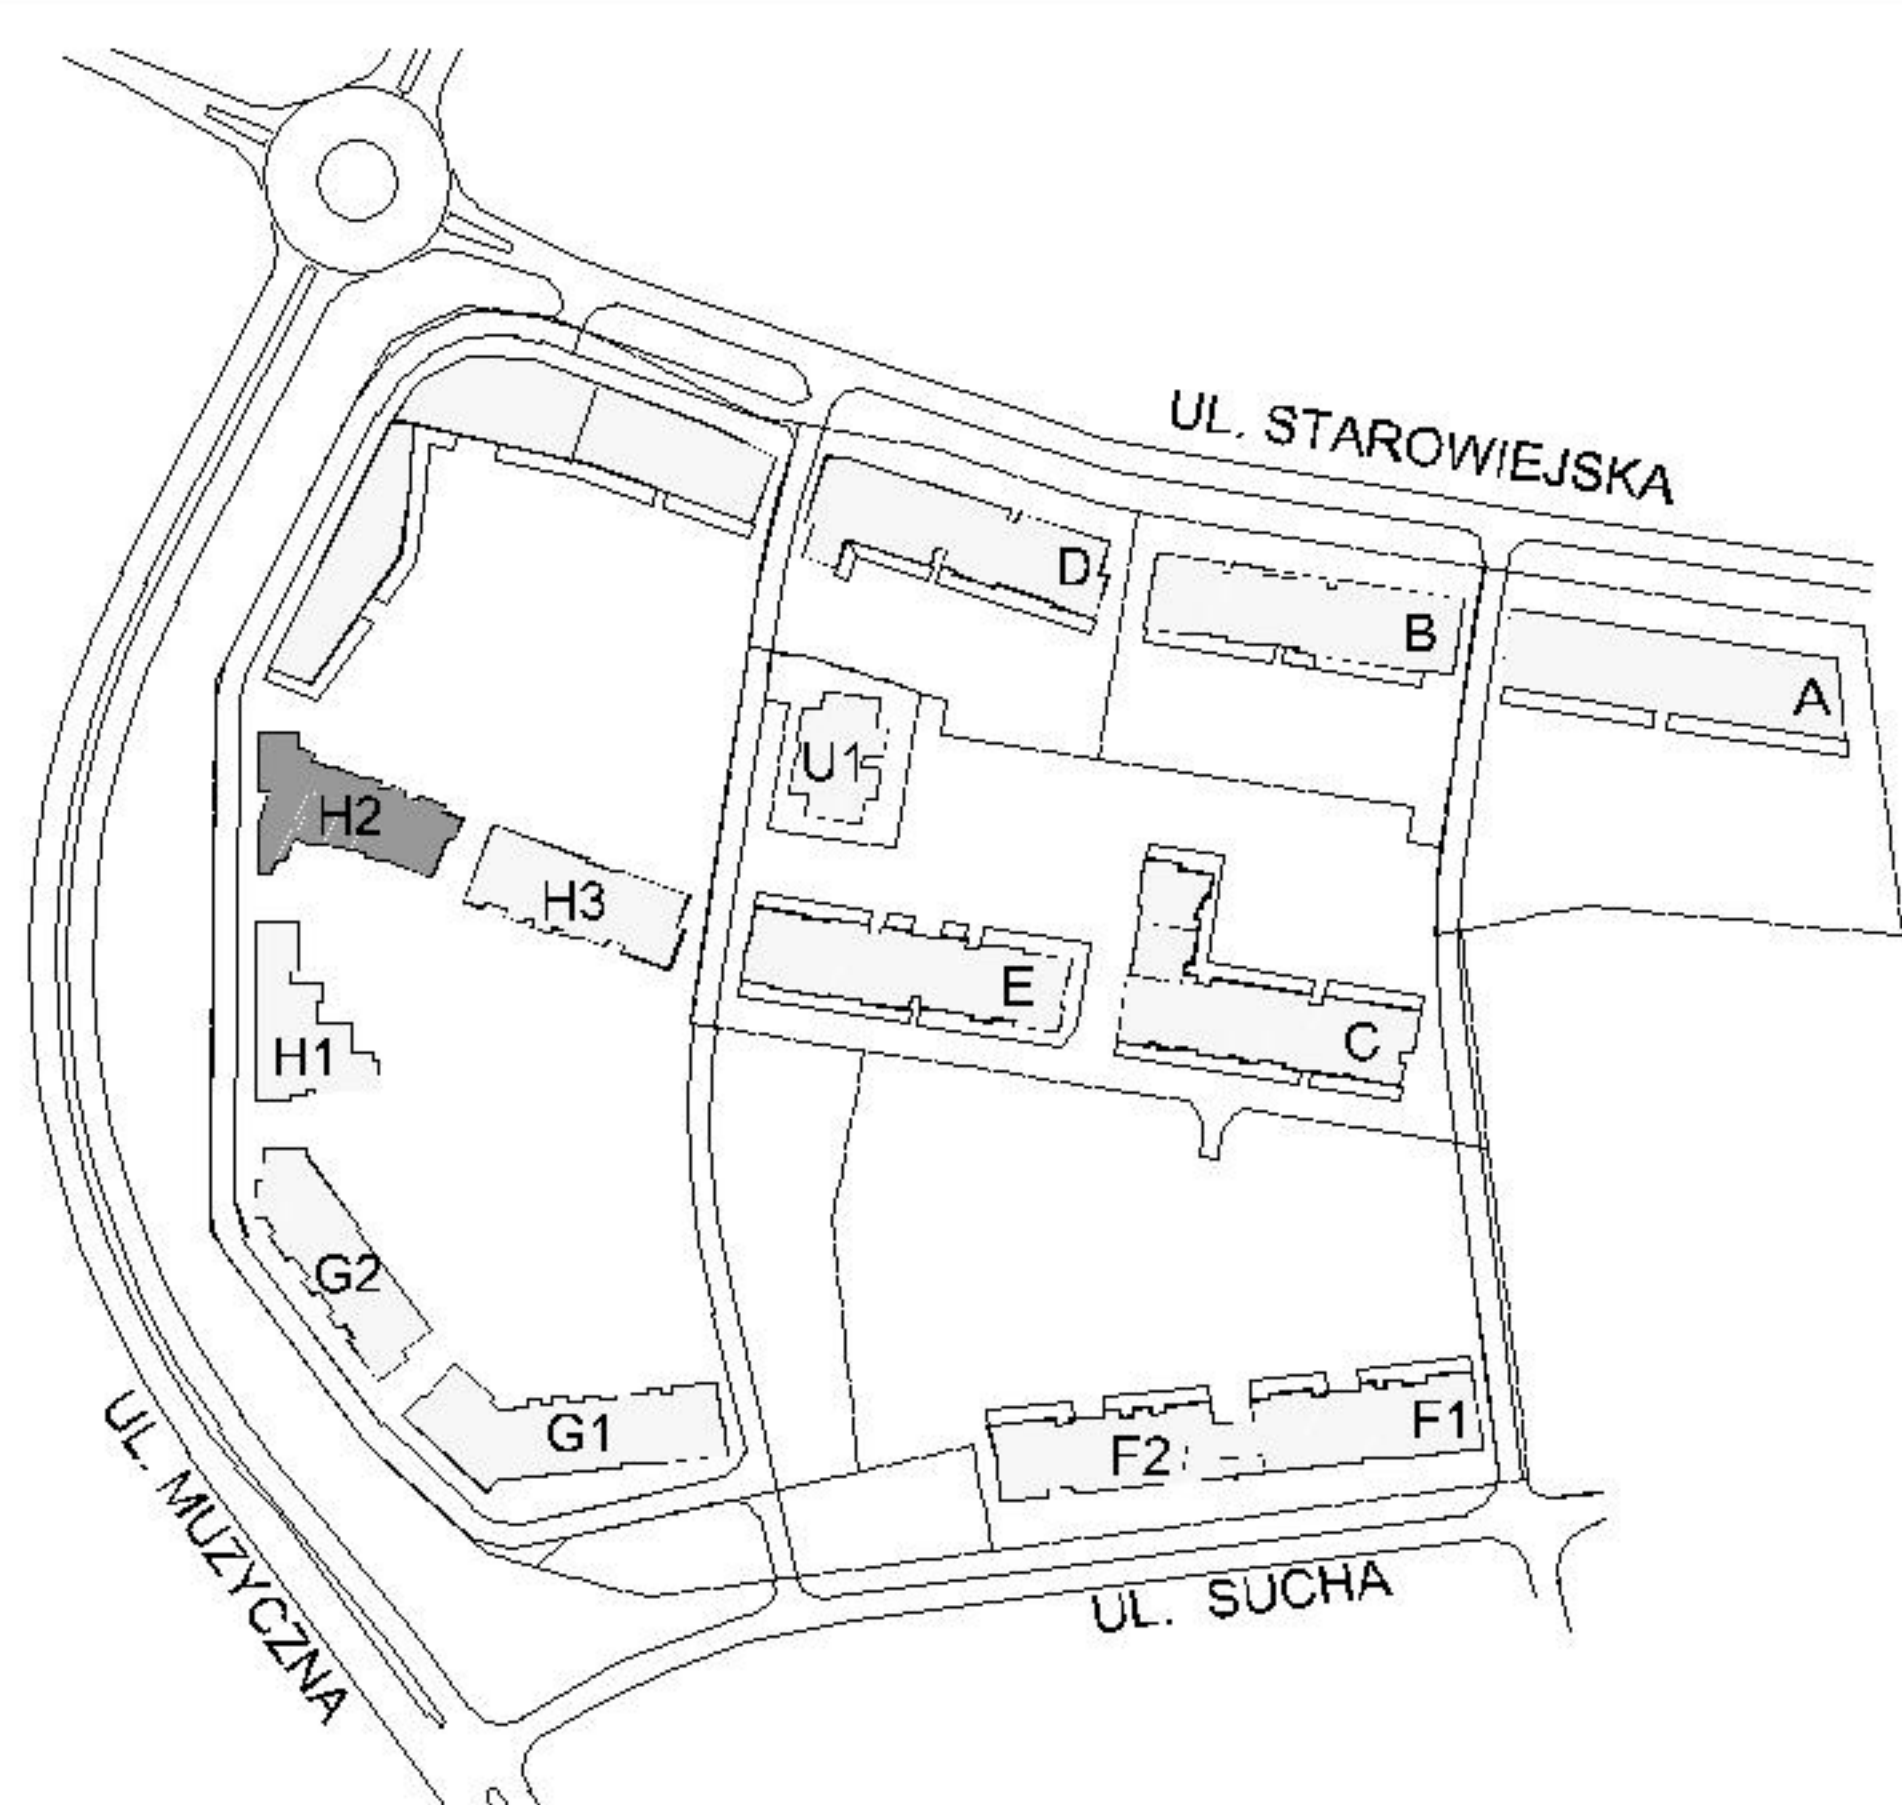 UL. STAROWIEJSKA
D
B
A
U1
H2
H3
E
C
H1
G2
G1
F2
F1
UL. MUZYCZNA
UL. SUCHA